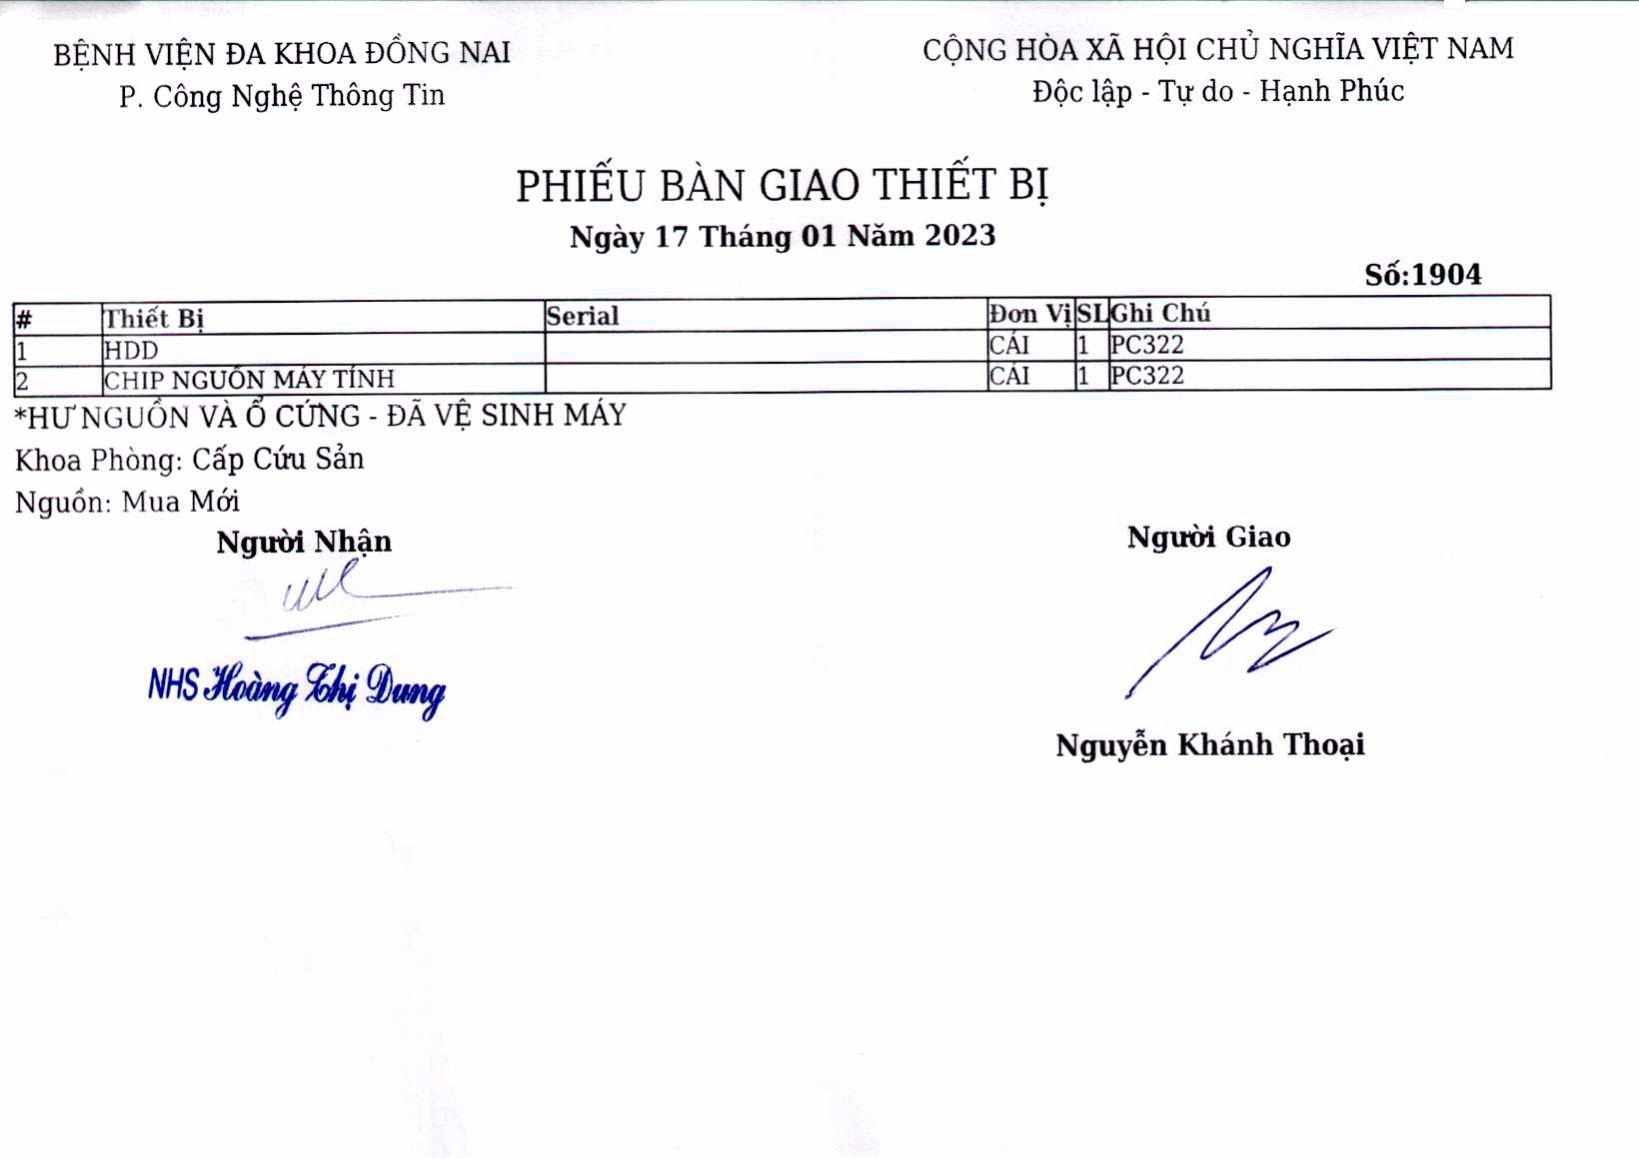 BỆNH VIỆN ĐA KHOA ĐỒNG NAI
P. Công Nghệ Thông Tin
CỘNG HÒA XÃ HỘI CHỦ NGHĨA VIỆT NAM
Độc lập - Tự do - Hạnh Phúc
PHIẾU BÀN GIAO THIẾT BỊ
Ngày 17 Tháng 01 Năm 2023
Số:1904
# Thiết Bị Serial Đơn Vị SL Ghi Chú
1 HDD CÁI 1 PC322
2 CHIP NGUỒN MÁY TÍNH CÁI 1 PC322
*HƯ NGUỒN VÀ Ổ CỨNG - ĐÃ VỆ SINH MÁY
Khoa Phòng: Cấp Cứu Sản
Nguồn: Mua Mới
Người Nhận
Người Giao
NHS Hoàng Thị Dung
Nguyễn Khánh Thoại